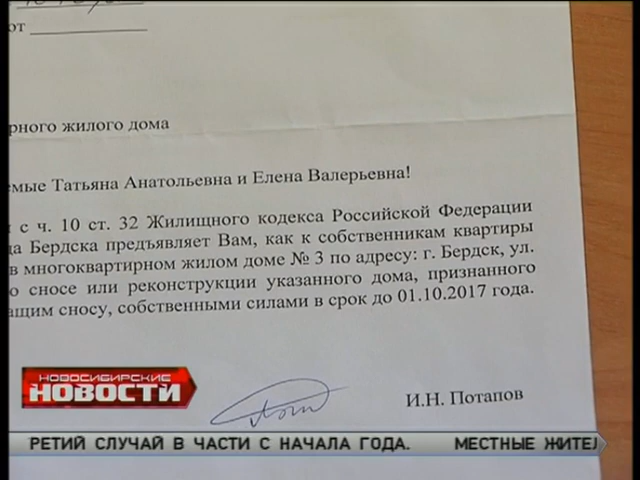 от
рного жилого дома
емые Татьяна Анатольевна и Елена Валерьевна!
с ч. 10 ст. 32 Жилищного кодекса Российской Федерации
да Бердска предъявляет Вам, как к собственникам квартиры
в многоквартирном жилом доме № 3 по адресу: г. Бердск, ул.
о сносе или реконструкции указанного дома, признанного
ащим сносу, собственными силами в срок до 01.10.2017 года.
И.Н. Потапов
НОВОСИБИРСКИЕ
НОВОСТИ
РЕТИЙ СЛУЧАЙ В ЧАСТИ С НАЧАЛА ГОДА. МЕСТНЫЕ ЖИТЕЛ